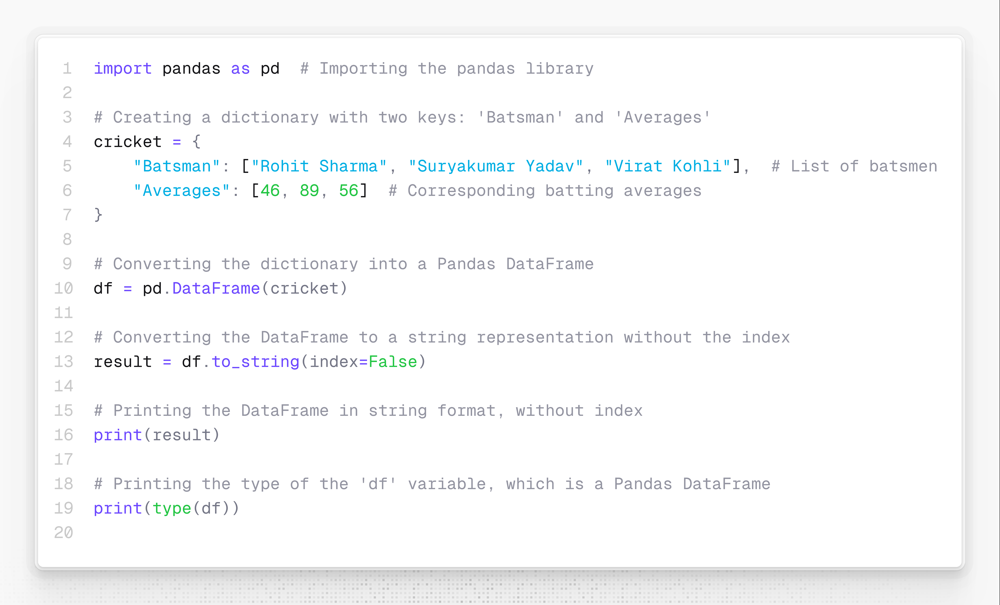 1 import pandas as pd  # Importing the pandas library
2
3 # Creating a dictionary with two keys: 'Batsman' and 'Averages'
4 cricket = {
5     "Batsman": ["Rohit Sharma", "Suryakumar Yadav", "Virat Kohli"],  # List of batsmen
6     "Averages": [46, 89, 56]  # Corresponding batting averages
7 }
8
9 # Converting the dictionary into a Pandas DataFrame
10 df = pd.DataFrame(cricket)
11
12 # Converting the DataFrame to a string representation without the index
13 result = df.to_string(index=False)
14
15 # Printing the DataFrame in string format, without index
16 print(result)
17
18 # Printing the type of the 'df' variable, which is a Pandas DataFrame
19 print(type(df))
20